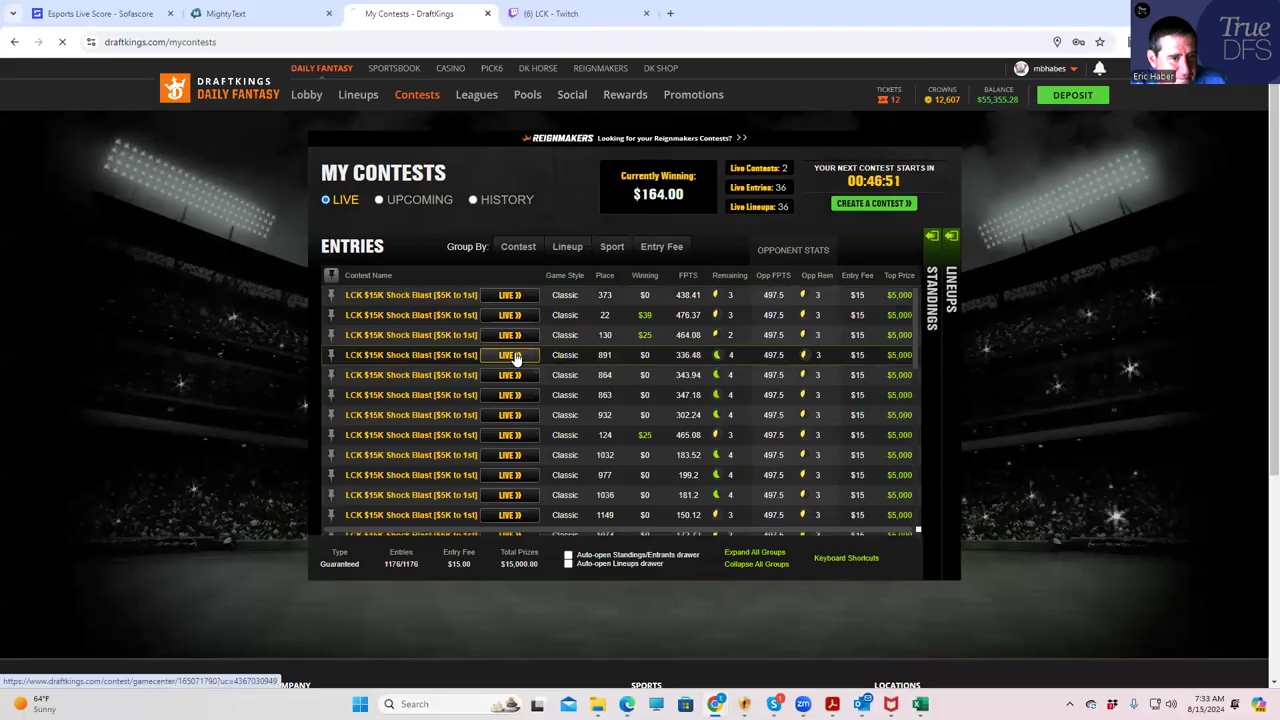 Esports Live Score - Sofascore
MightyText
My Contests - DraftKings
(6) LCK - Twitch
draftkings.com/mycontests
True
DFS
Eric Haber
DAILY FANTASY SPORTSBOOK CASINO PICK6 DK HORSE REIGNMAKERS DK SHOP
mbhabes
DRAFTKINGS
DAILY FANTASY
Lobby Lineups Contests Leagues Pools Social Rewards Promotions
TICKETS CROWNS BALANCE
12 12,607 $55,355.28
DEPOSIT
REIGNMAKERS Looking for your Reignmakers Contests?
MY CONTESTS
LIVE UPCOMING HISTORY
Currently Winning:
$164.00
Live Contests: 2
Live Entries: 36
Live Lineups: 36
YOUR NEXT CONTEST STARTS IN
00:46:51
CREATE A CONTEST
ENTRIES
Group By: Contest Lineup Sport Entry Fee
OPPONENT STATS
Contest Name Game Style Place Winning FPTS Remaining Opp FPTS Opp Rem Entry Fee Top Prize
LCK $15K Shock Blast [$5K to 1st] LIVE Classic 373 $0 438.41 3 497.5 3 $15 $5,000
LCK $15K Shock Blast [$5K to 1st] LIVE Classic 22 $39 476.37 3 497.5 3 $15 $5,000
LCK $15K Shock Blast [$5K to 1st] LIVE Classic 130 $25 464.08 2 497.5 3 $15 $5,000
LCK $15K Shock Blast [$5K to 1st] LIVE Classic 891 $0 336.48 4 497.5 3 $15 $5,000
LCK $15K Shock Blast [$5K to 1st] LIVE Classic 864 $0 343.94 4 497.5 3 $15 $5,000
LCK $15K Shock Blast [$5K to 1st] LIVE Classic 863 $0 347.18 4 497.5 3 $15 $5,000
LCK $15K Shock Blast [$5K to 1st] LIVE Classic 932 $0 302.24 4 497.5 3 $15 $5,000
LCK $15K Shock Blast [$5K to 1st] LIVE Classic 124 $25 465.08 3 497.5 3 $15 $5,000
LCK $15K Shock Blast [$5K to 1st] LIVE Classic 1032 $0 183.52 4 497.5 3 $15 $5,000
LCK $15K Shock Blast [$5K to 1st] LIVE Classic 977 $0 199.2 4 497.5 3 $15 $5,000
LCK $15K Shock Blast [$5K to 1st] LIVE Classic 1036 $0 181.2 4 497.5 3 $15 $5,000
LCK $15K Shock Blast [$5K to 1st] LIVE Classic 1149 $0 150.12 3 497.5 3 $15 $5,000
STANDINGS
LINEUPS
Type Entries Entry Fee Total Prizes
Guaranteed 1176/1176 $15.00 $15,000.00
Auto-open Standings/Entrants drawer
Auto-open Lineups drawer
Expand All Groups
Collapse All Groups
Keyboard Shortcuts
https://www.draftkings.com/contest/gamecenter/165071790?uc=4367030949
MPANY SPORTS LOCATIONS
64°F
Sunny
Search
7:33 AM
8/15/2024